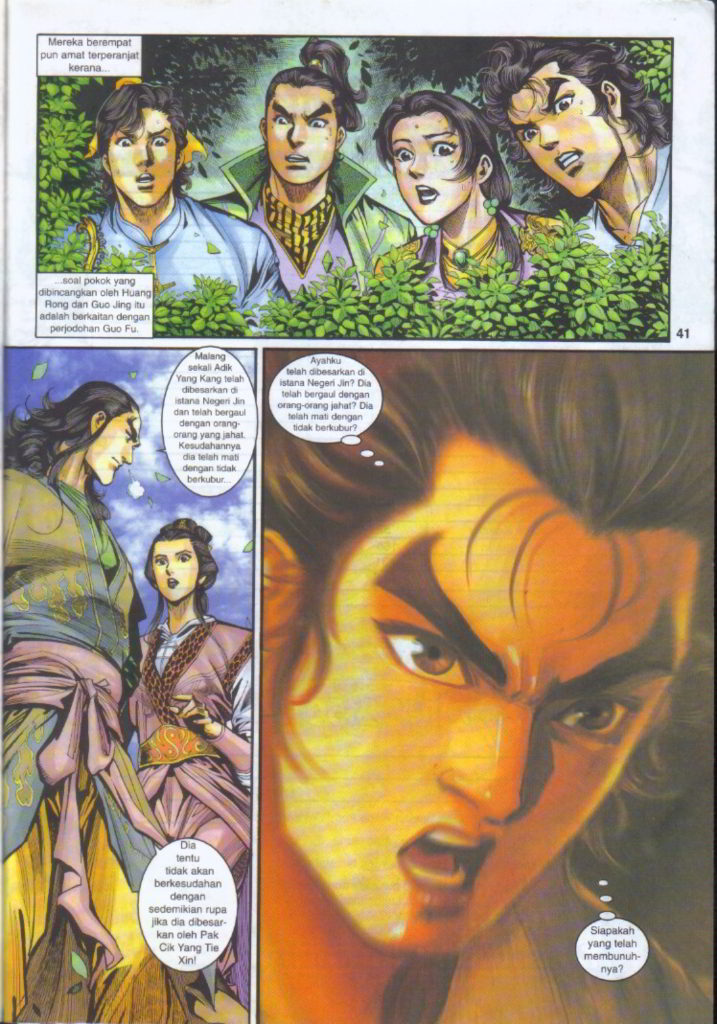 Mereka berempat
pun amat terperanjat
kerana...
...soal pokok yang
dibincangkan oleh Huang
Rong dan Guo Jing itu
adalah berkaitan dengan
perjodohan Guo Fu.
41
Malang
sekali Adik
Yang Kang telah
dibesarkan di
istana Negeri Jin
dan telah bergaul
dengan orang-
orang yang jahat.
Kesudahannya
dia telah mati
dengan tidak
berkubur...
Dia
tentu
tidak akan
berkesudahan
dengan
sedemikian rupa
jika dia dibesar-
kan oleh Pak
Cik Yang Tie
Xin!
Ayahku
telah dibesarkan di
istana Negeri Jin? Dia
telah bergaul dengan
orang-orang jahat? Dia
telah mati dengan
tidak berkubur?
Siapakah
yang telah
membunuh-
nya?